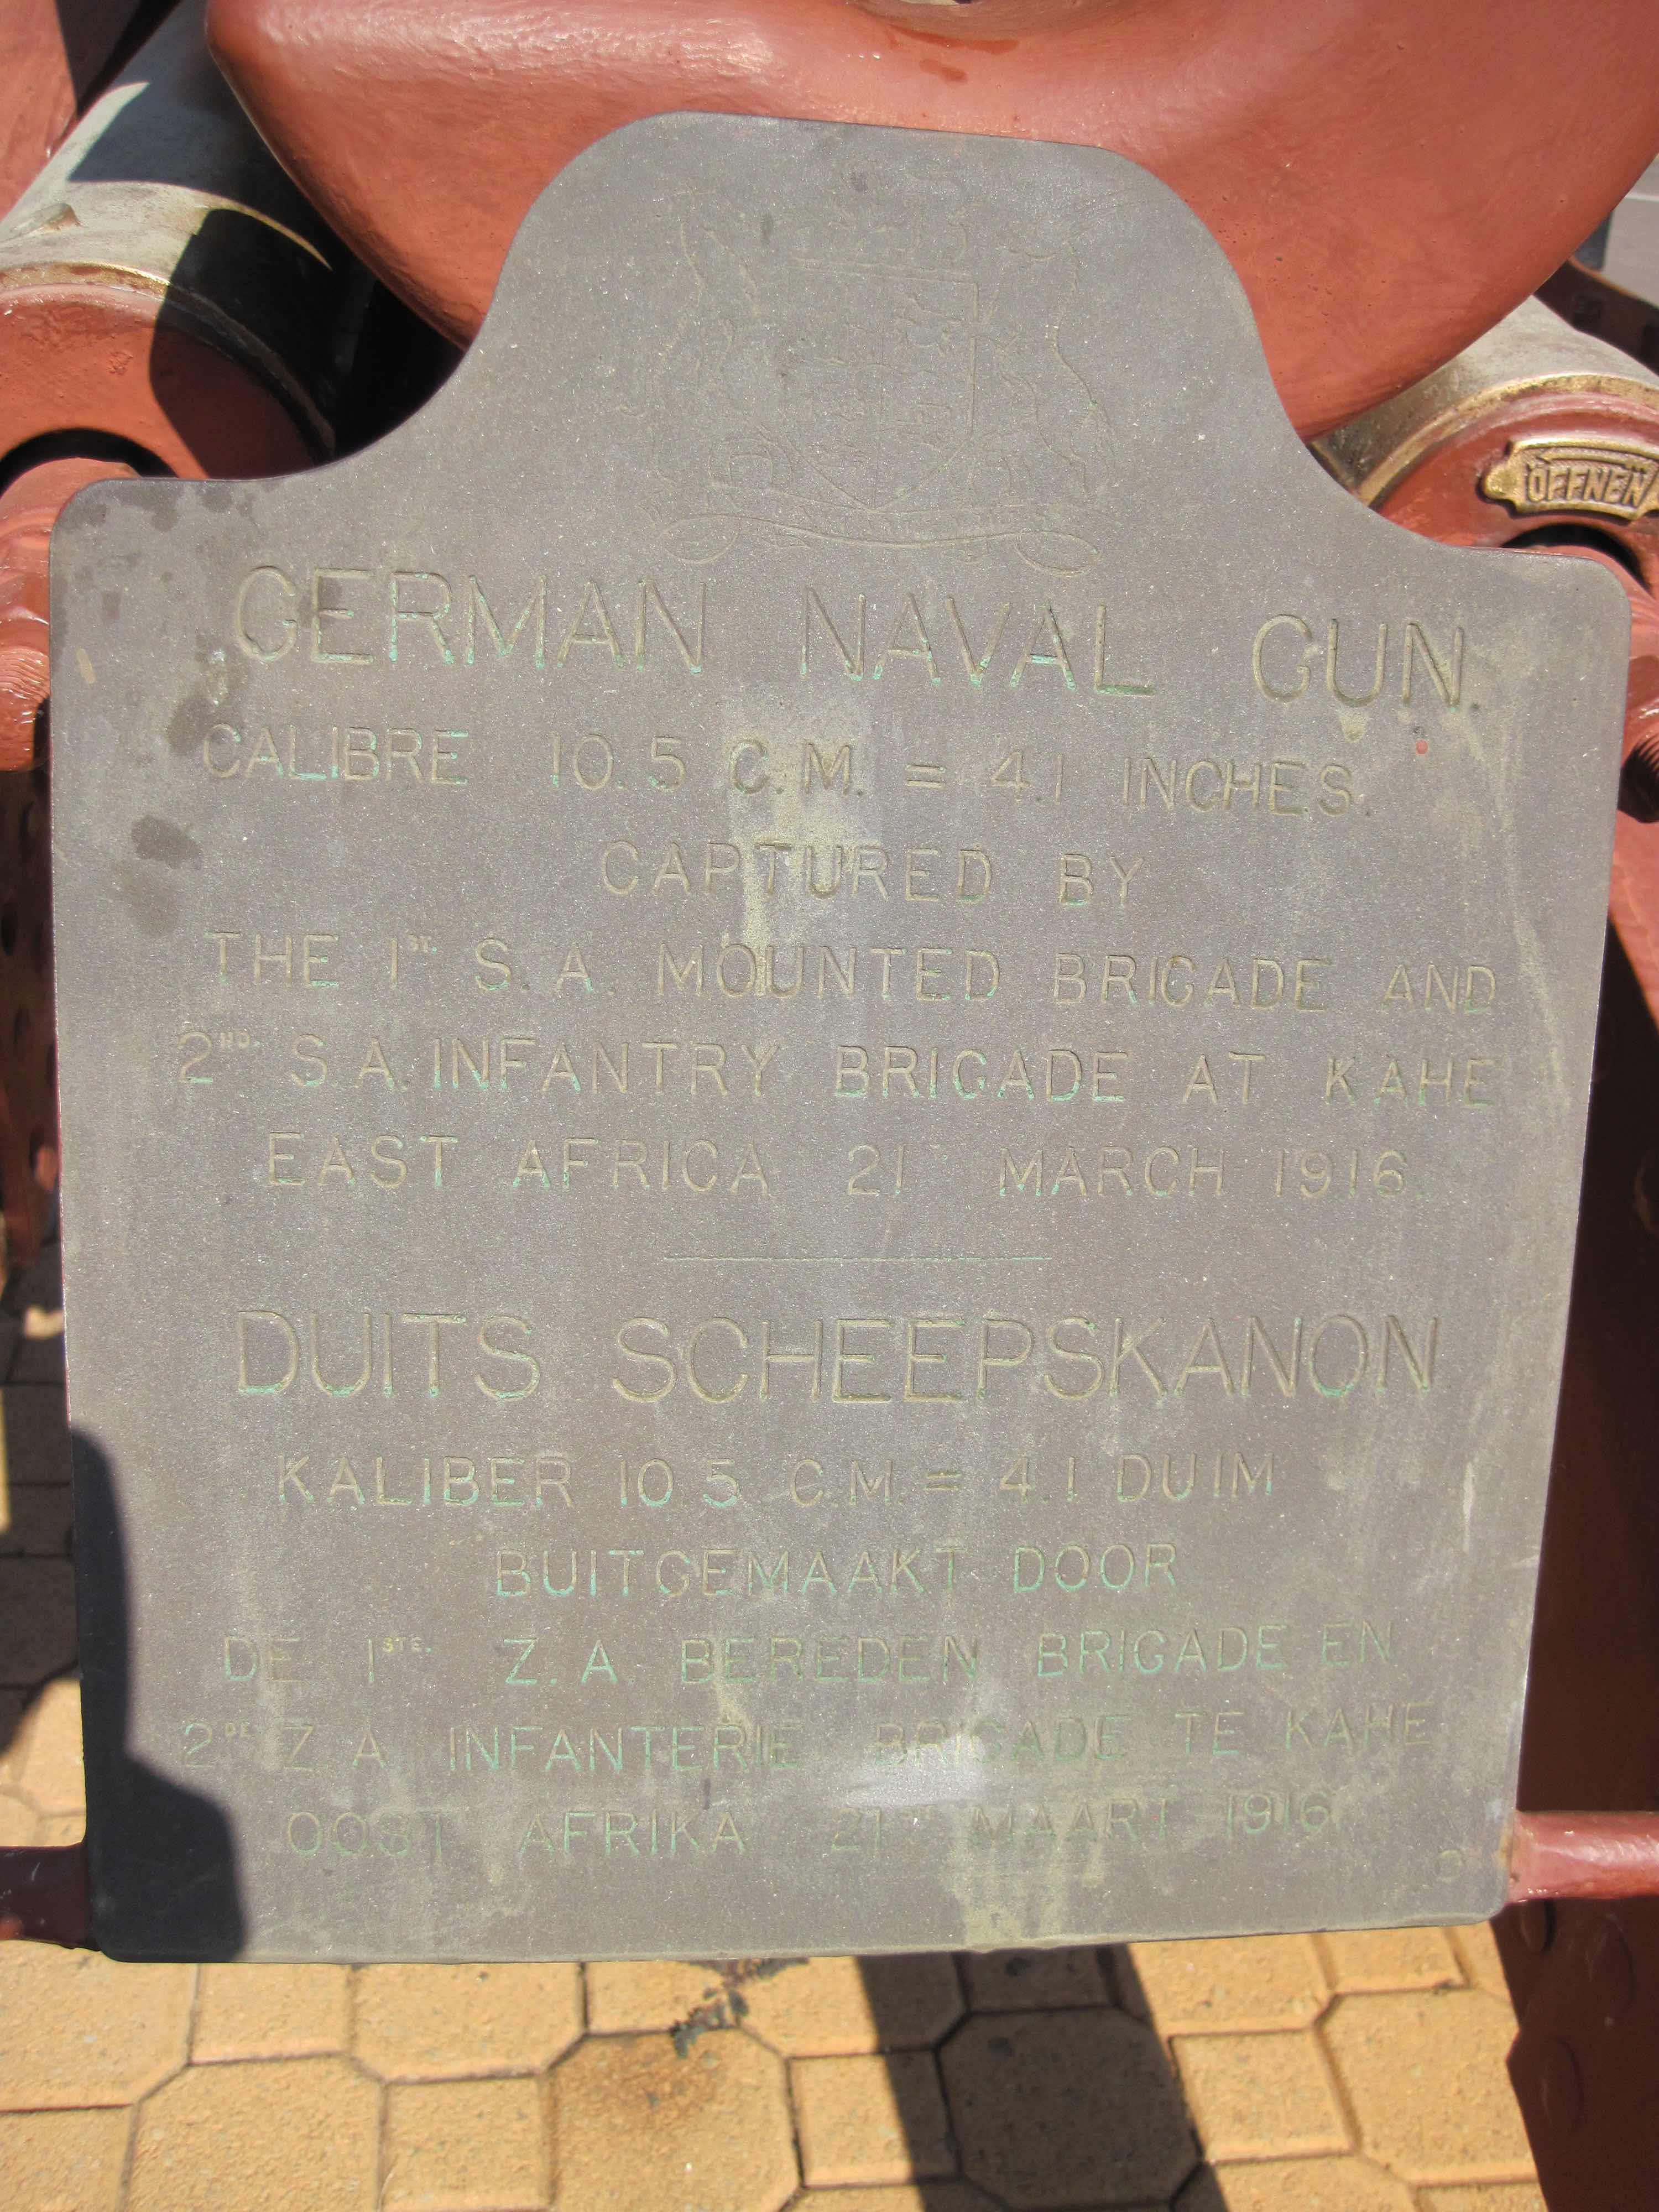 ÖFFNEN
GERMAN NAVAL GUN.
CALIBRE 10.5 C.M. = 4.1 INCHES.
CAPTURED BY
THE 1ST. S.A. MOUNTED BRIGADE AND
2ND. S.A. INFANTRY BRIGADE AT KAHE
EAST AFRICA 21ST MARCH 1916.
DUITS SCHEEPSKANON
KALIBER 10.5 C.M. = 4.1 DUIM
BUITGEMAAKT DOOR
DE 1STE. Z.A. BEREDEN BRIGADE EN
2DE Z.A. INFANTERIE BRIGADE TE KAHE
OOST AFRIKA 21 MAART 1916